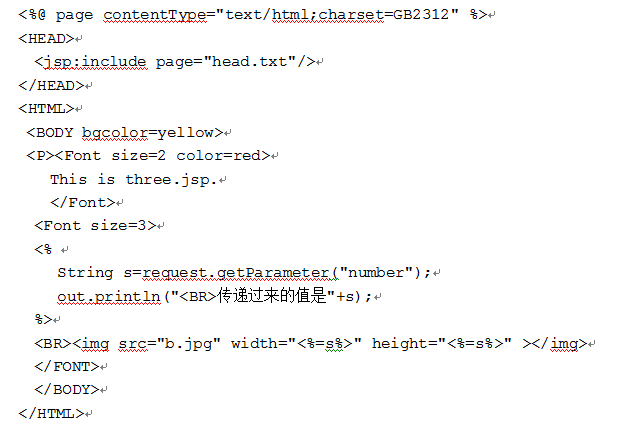 <%@ page contentType="text/html;charset=GB2312" %>
<HEAD>
<jsp:include page="head.txt"/>
</HEAD>
<HTML>
<BODY bgcolor=yellow>
<P><Font size=2 color=red>
This is three.jsp.
</Font>
<Font size=3>
<%
String s=request.getParameter("number");
out.println("<BR>传递过来的值是"+s);
%>
<BR><img src="b.jpg" width="<%=s%>" height="<%=s%>" ></img>
</FONT>
</BODY>
</HTML>